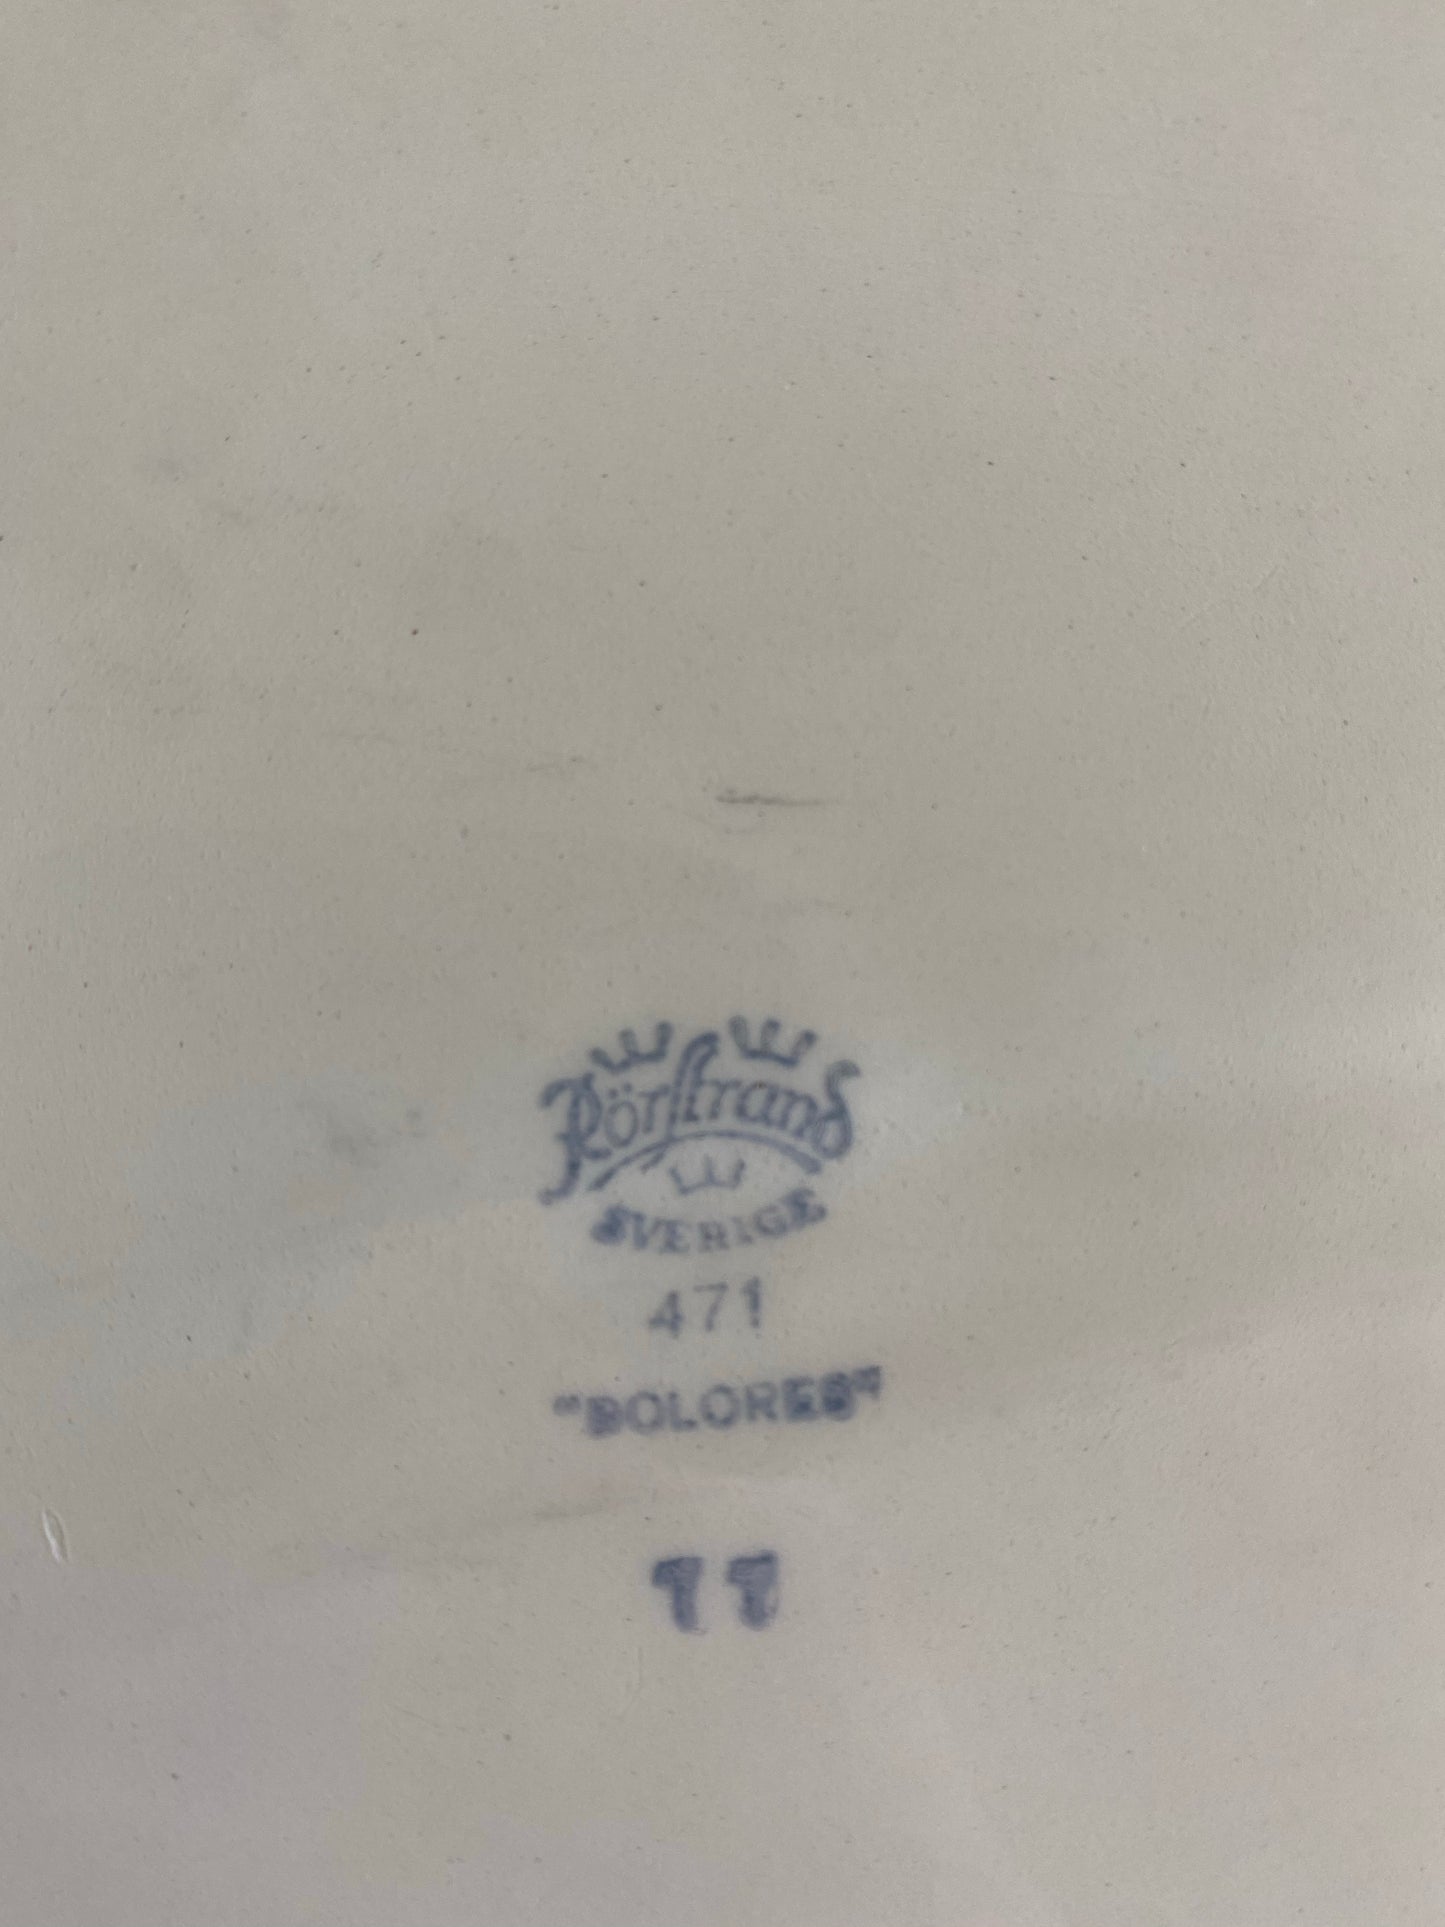 Rörstrand
SVERIGE
471
"DOLORES"
11